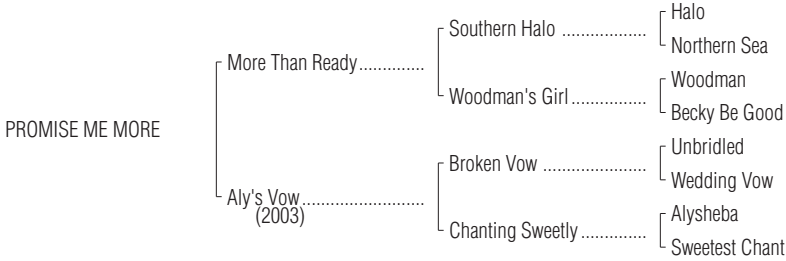 Halo
Southern Halo ..................
Northern Sea
More Than Ready..............
Woodman
Woodman's Girl ................
Becky Be Good
PROMISE ME MORE
Unbridled
Broken Vow ......................
Wedding Vow
Aly's Vow..........................
(2003)
Alysheba
Chanting Sweetly ..............
Sweetest Chant